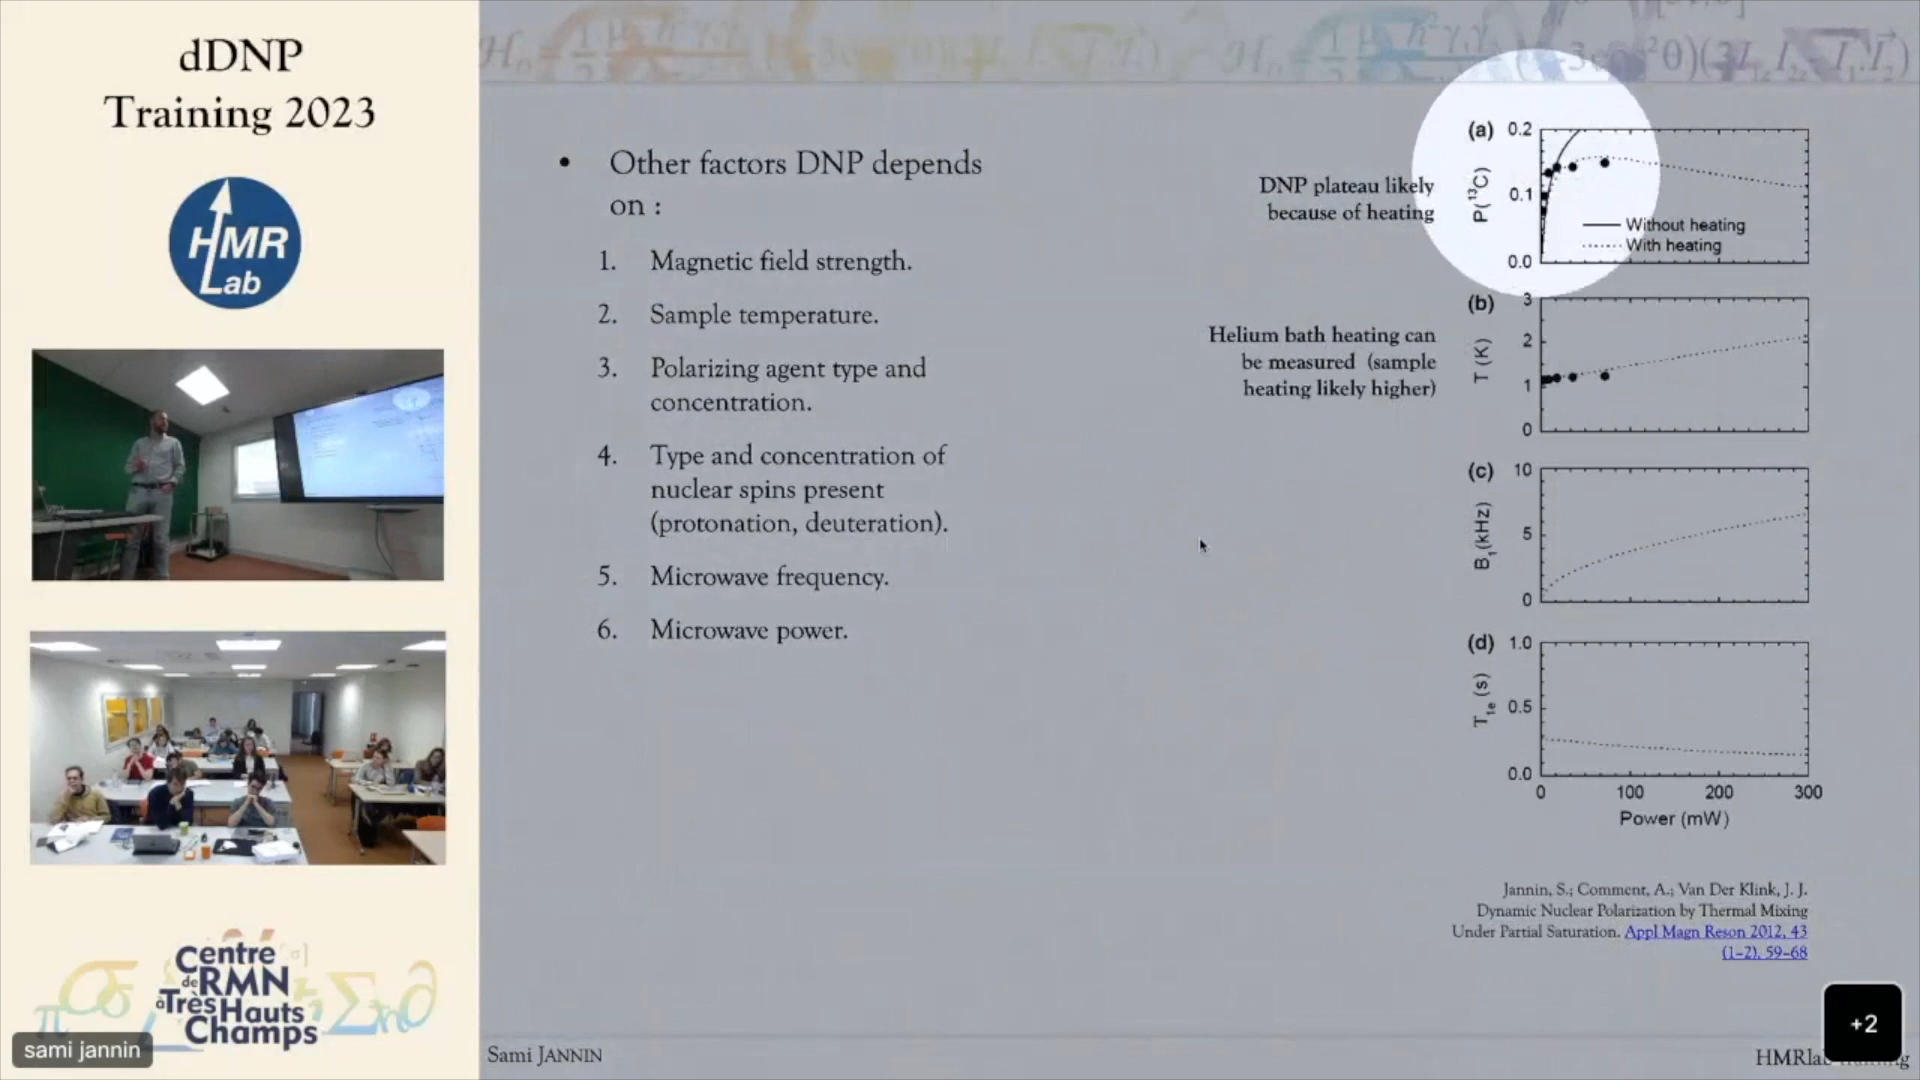 dDNP
Training 2023
HMR
Lab
Centre
de RMN
à Très Hauts
Champs
sami jannin
• Other factors DNP depends
on :
1. Magnetic field strength.
2. Sample temperature.
3. Polarizing agent type and
concentration.
4. Type and concentration of
nuclear spins present
(protonation, deuteration).
5. Microwave frequency.
6. Microwave power.
DNP plateau likely
because of heating
Helium bath heating can
be measured (sample
heating likely higher)
(a)
P(¹³C)
0.2
0.1
0.0
Without heating
With heating
(b)
T (K)
3
2
1
0
(c)
B₁(kHz)
10
5
0
(d)
T₁ₑ (s)
1.0
0.5
0.0
0 100 200 300
Power (mW)
Jannin, S.; Comment, A.; Van Der Klink, J. J.
Dynamic Nuclear Polarization by Thermal Mixing
Under Partial Saturation. Appl Magn Reson 2012, 43
(1–2), 59–68
Sami JANNIN
+2